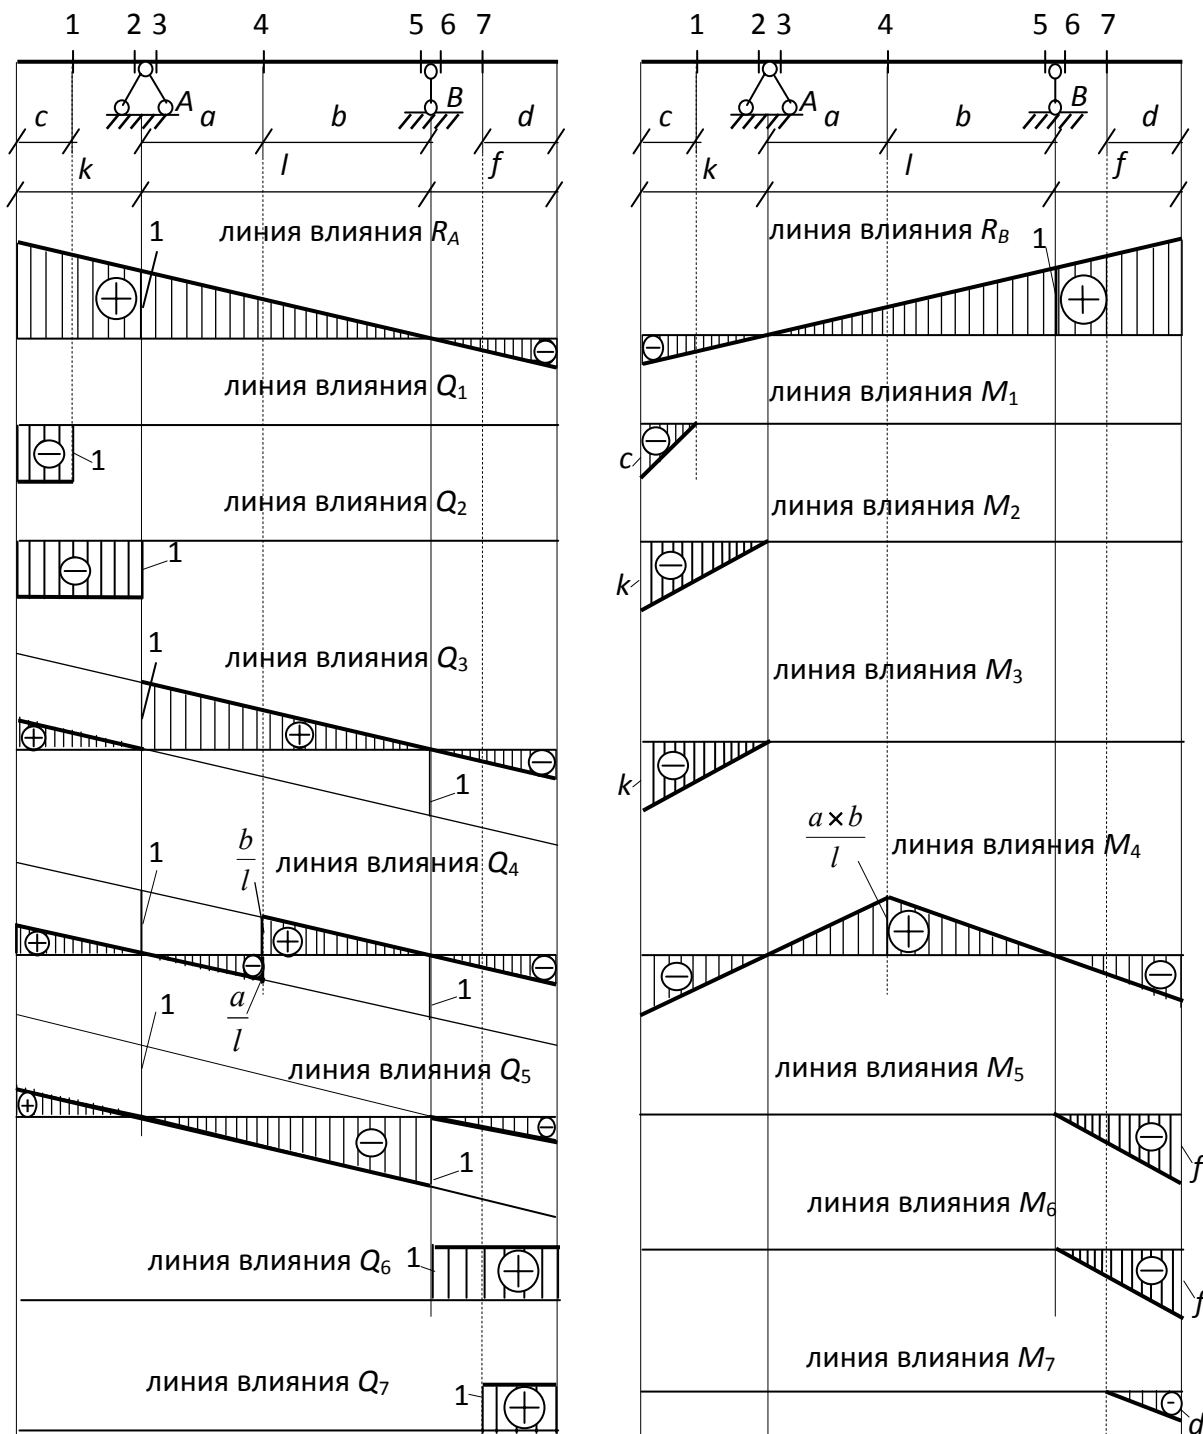 1 2 3 4 5 6 7
A B
c a b d
k l f
линия влияния R_A
1
линия влияния Q_1
1
линия влияния Q_2
1
линия влияния Q_3
1
1
линия влияния Q_4
1
b/l
a/l
1
линия влияния Q_5
1
1
линия влияния Q_6
1
линия влияния Q_7
1
1 2 3 4 5 6 7
A B
c a b d
k l f
линия влияния R_B
1
линия влияния M_1
c
линия влияния M_2
k
линия влияния M_3
k
a × b / l
линия влияния M_4
линия влияния M_5
f
линия влияния M_6
f
линия влияния M_7
d